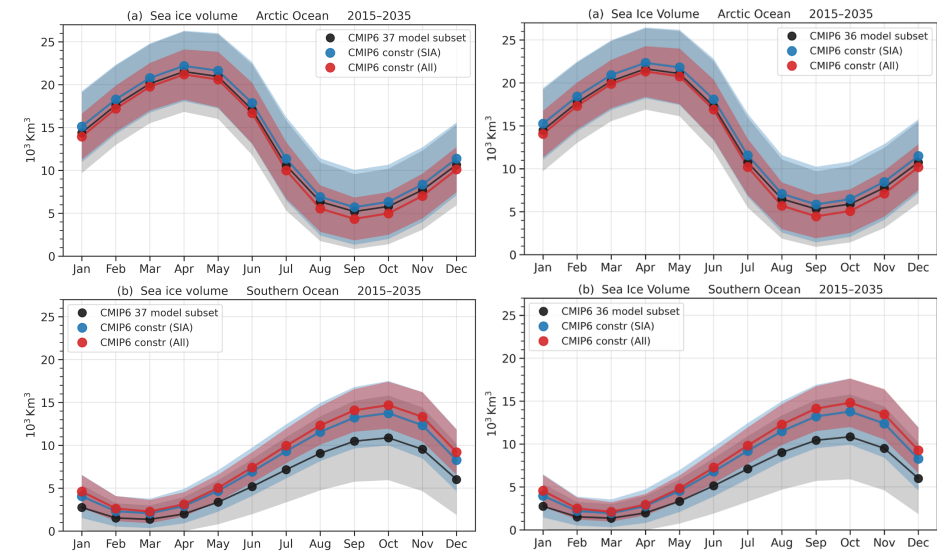 (a) Sea ice volume Arctic Ocean 2015–2035
25
20
15
10
5
0
10³ Km³
CMIP6 37 model subset
CMIP6 constr (SIA)
CMIP6 constr (All)
Jan Feb Mar Apr May Jun Jul Aug Sep Oct Nov Dec
(a) Sea Ice Volume Arctic Ocean 2015–2035
25
20
15
10
5
0
10³ Km³
CMIP6 36 model subset
CMIP6 constr (SIA)
CMIP6 constr (All)
Jan Feb Mar Apr May Jun Jul Aug Sep Oct Nov Dec
(b) Sea ice volume Southern Ocean 2015–2035
25
20
15
10
5
0
10³ Km³
CMIP6 37 model subset
CMIP6 constr (SIA)
CMIP6 constr (All)
Jan Feb Mar Apr May Jun Jul Aug Sep Oct Nov Dec
(b) Sea Ice Volume Southern Ocean 2015–2035
25
20
15
10
5
0
10³ Km³
CMIP6 36 model subset
CMIP6 constr (SIA)
CMIP6 constr (All)
Jan Feb Mar Apr May Jun Jul Aug Sep Oct Nov Dec